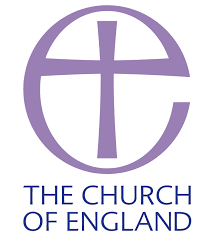 THE CHURCH
OF ENGLAND